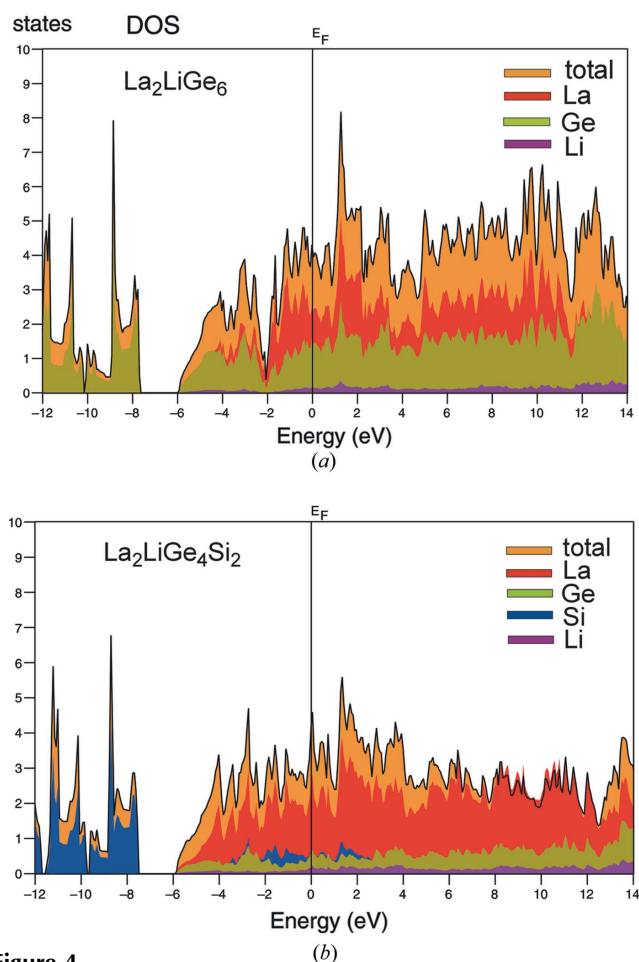 states DOS E_F
10
La₂LiGe₆
total
9
La
8
Ge
7
Li
6
5
4
3
2
1
0
−12 −10 −8 −6 −4 −2 0 2 4 6 8 10 12 14
Energy (eV)
(a)
E_F
10
La₂LiGe₄Si₂
total
9
La
8
Ge
7
Si
6
Li
5
4
3
2
1
0
−12 −10 −8 −6 −4 −2 0 2 4 6 8 10 12 14
Energy (eV)
(b)